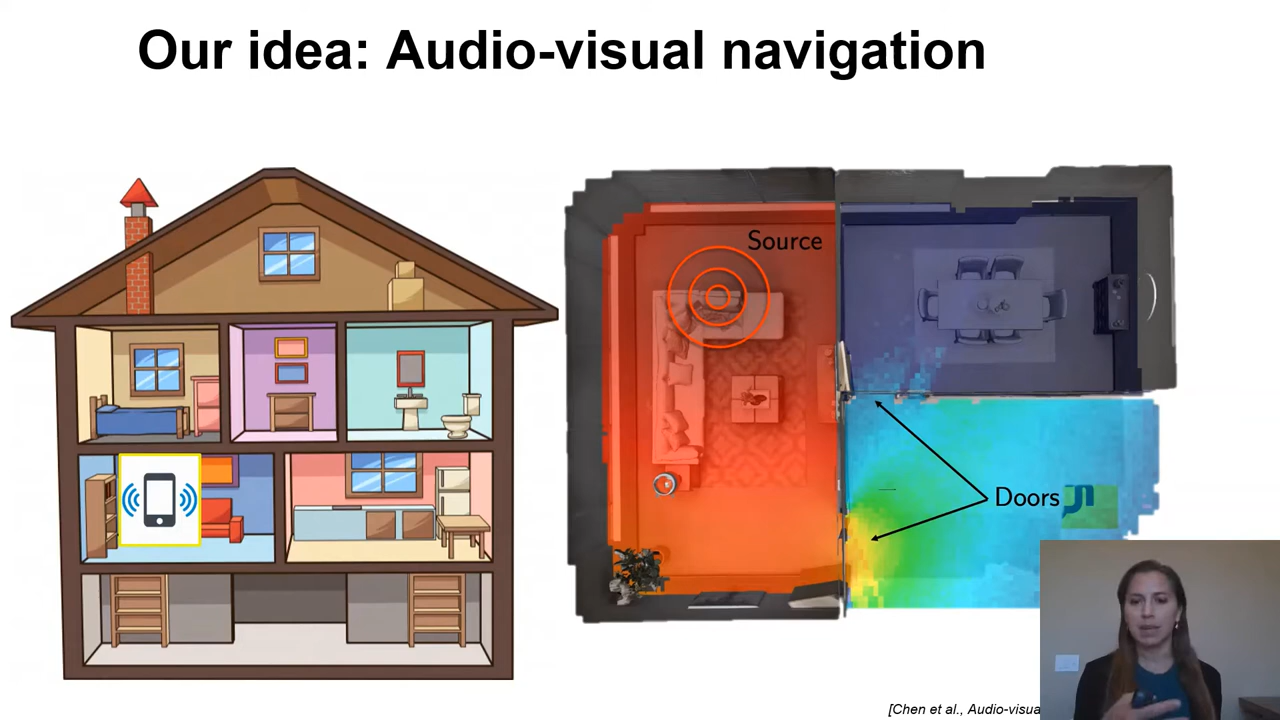 Our idea: Audio-visual navigation
Source
Doors
[Chen et al., Audio-visua